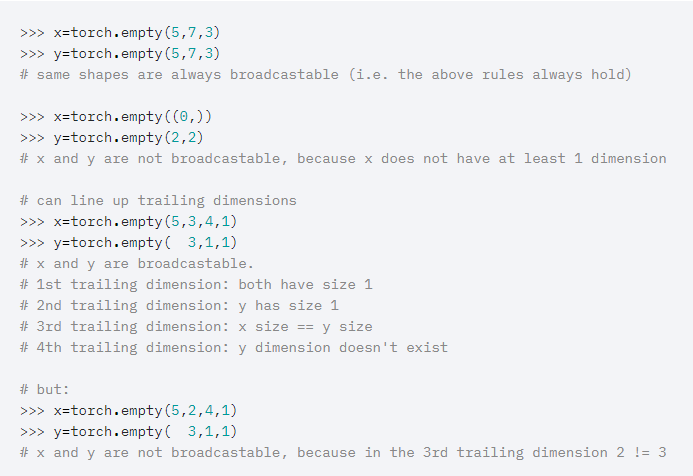 >>> x=torch.empty(5,7,3)
>>> y=torch.empty(5,7,3)
# same shapes are always broadcastable (i.e. the above rules always hold)

>>> x=torch.empty((0,))
>>> y=torch.empty(2,2)
# x and y are not broadcastable, because x does not have at least 1 dimension

# can line up trailing dimensions
>>> x=torch.empty(5,3,4,1)
>>> y=torch.empty(  3,1,1)
# x and y are broadcastable.
# 1st trailing dimension: both have size 1
# 2nd trailing dimension: y has size 1
# 3rd trailing dimension: x size == y size
# 4th trailing dimension: y dimension doesn't exist

# but:
>>> x=torch.empty(5,2,4,1)
>>> y=torch.empty(  3,1,1)
# x and y are not broadcastable, because in the 3rd trailing dimension 2 != 3